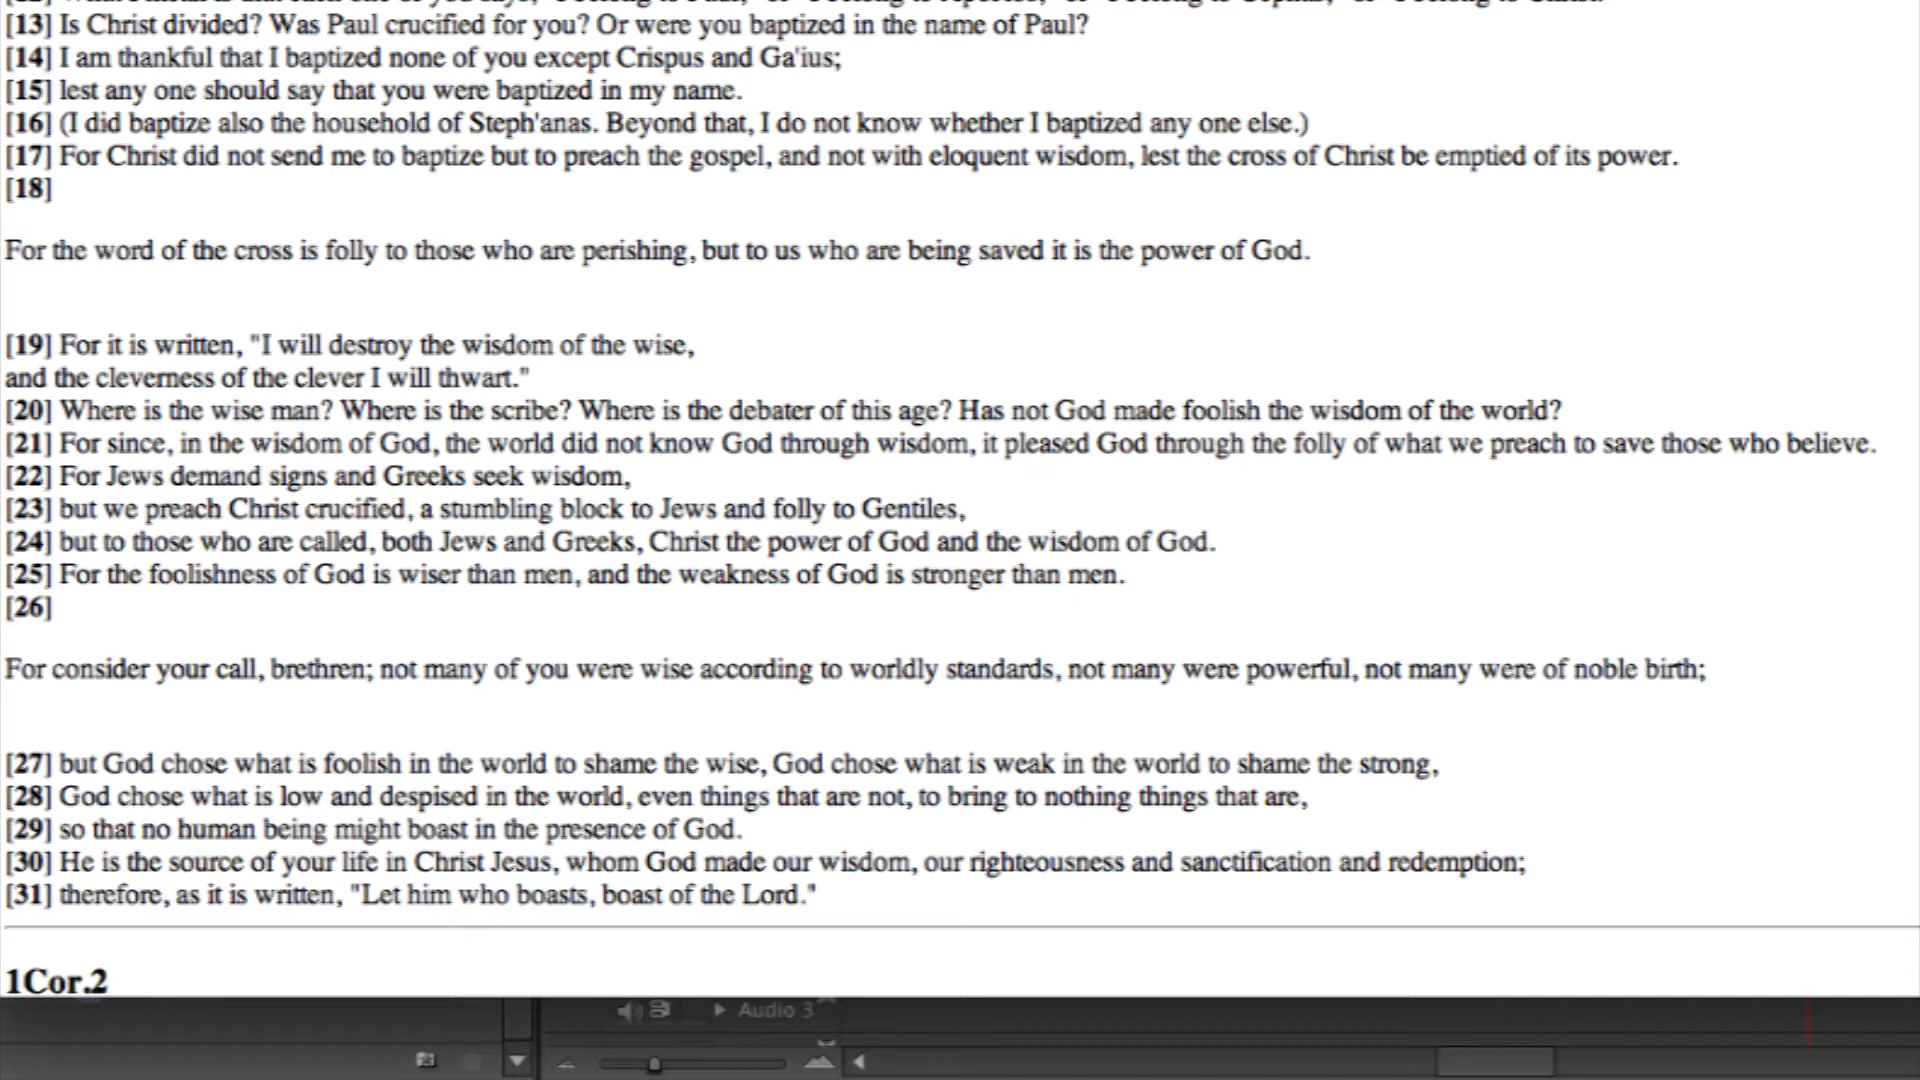 [13] Is Christ divided? Was Paul crucified for you? Or were you baptized in the name of Paul?
[14] I am thankful that I baptized none of you except Crispus and Ga'ius;
[15] lest any one should say that you were baptized in my name.
[16] (I did baptize also the household of Steph'anas. Beyond that, I do not know whether I baptized any one else.)
[17] For Christ did not send me to baptize but to preach the gospel, and not with eloquent wisdom, lest the cross of Christ be emptied of its power.
[18]
For the word of the cross is folly to those who are perishing, but to us who are being saved it is the power of God.
[19] For it is written, "I will destroy the wisdom of the wise,
and the cleverness of the clever I will thwart."
[20] Where is the wise man? Where is the scribe? Where is the debater of this age? Has not God made foolish the wisdom of the world?
[21] For since, in the wisdom of God, the world did not know God through wisdom, it pleased God through the folly of what we preach to save those who believe.
[22] For Jews demand signs and Greeks seek wisdom,
[23] but we preach Christ crucified, a stumbling block to Jews and folly to Gentiles,
[24] but to those who are called, both Jews and Greeks, Christ the power of God and the wisdom of God.
[25] For the foolishness of God is wiser than men, and the weakness of God is stronger than men.
[26]
For consider your call, brethren; not many of you were wise according to worldly standards, not many were powerful, not many were of noble birth;
[27] but God chose what is foolish in the world to shame the wise, God chose what is weak in the world to shame the strong,
[28] God chose what is low and despised in the world, even things that are not, to bring to nothing things that are,
[29] so that no human being might boast in the presence of God.
[30] He is the source of your life in Christ Jesus, whom God made our wisdom, our righteousness and sanctification and redemption;
[31] therefore, as it is written, "Let him who boasts, boast of the Lord."
1Cor.2
Audio 3